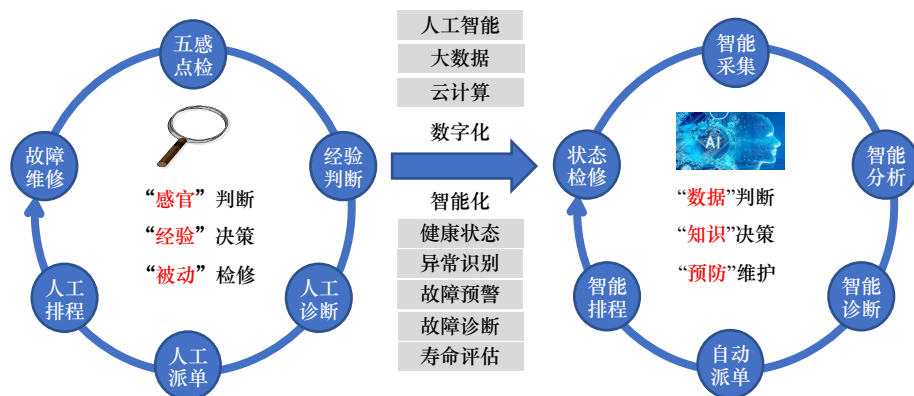 五感
点检
经验
判断
人工
诊断
人工
派单
人工
排程
故障
维修
“感官”判断
“经验”决策
“被动”检修
人工智能
大数据
云计算
数字化
智能化
健康状态
异常识别
故障预警
故障诊断
寿命评估
智能
采集
智能
分析
智能
诊断
自动
派单
智能
排程
状态
检修
AI
“数据”判断
“知识”决策
“预防”维护